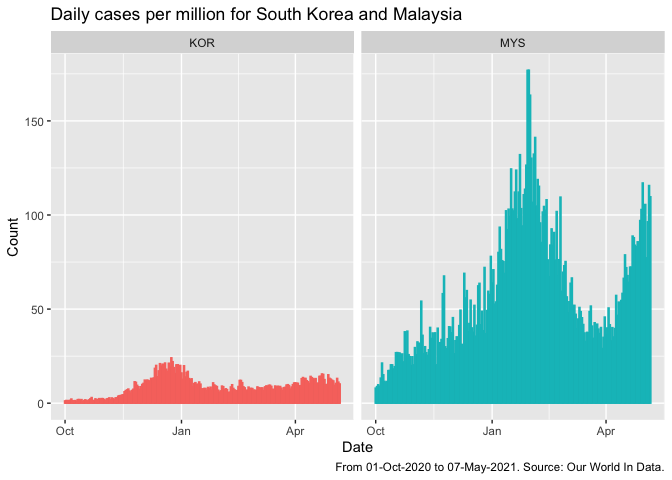 Daily cases per million for South Korea and Malaysia
KOR
MYS
150
100
50
0
Count
Oct
Jan
Apr
Oct
Jan
Apr
Date
From 01-Oct-2020 to 07-May-2021. Source: Our World In Data.